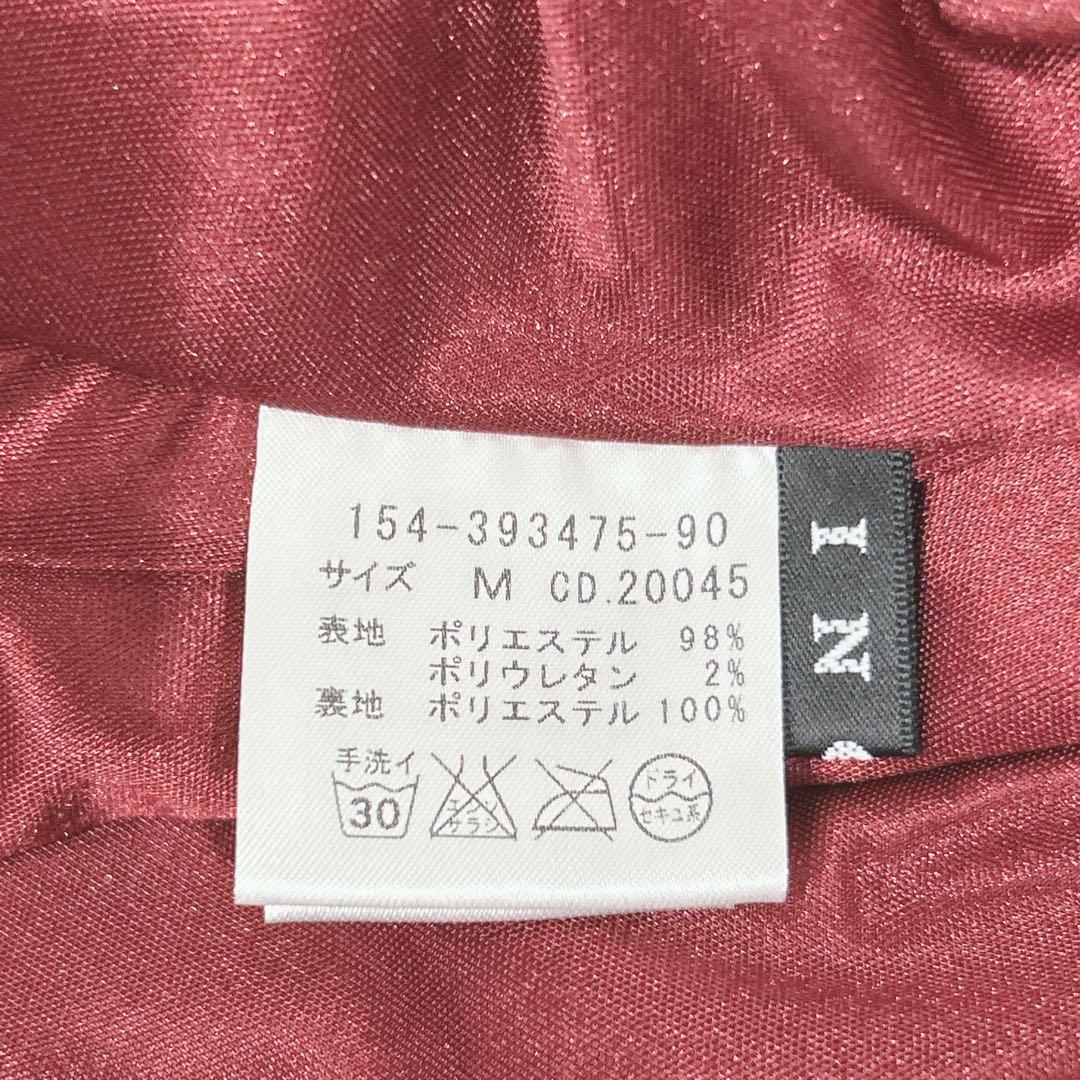 154-393475-90
サイズ M CD.20045
表地 ポリエステル 98%
ポリウレタン 2%
裏地 ポリエステル 100%
手洗イ
30
エンソ
サラシ
ドライ
セキユ系
I N